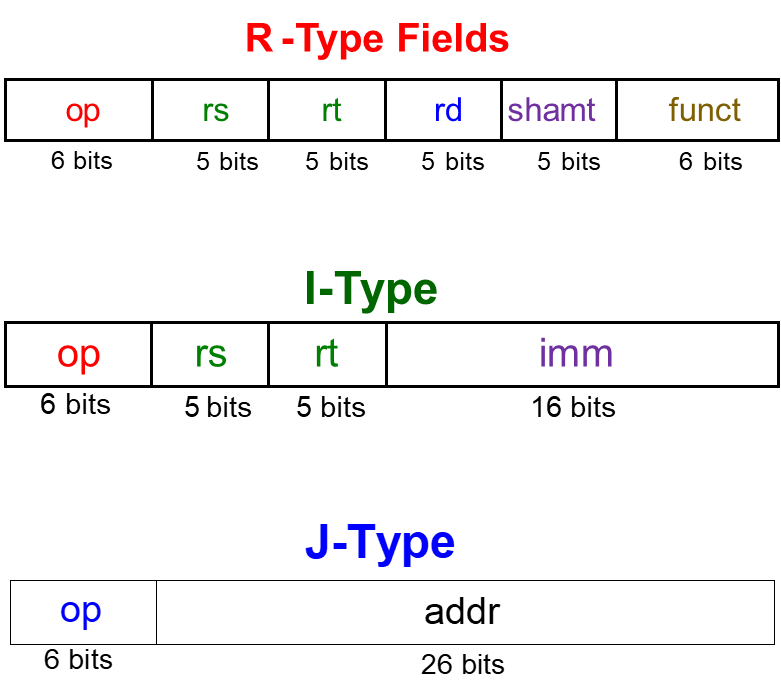 R -Type Fields
op rs rt rd shamt funct
6 bits 5 bits 5 bits 5 bits 5 bits 6 bits
I-Type
op rs rt imm
6 bits 5 bits 5 bits 16 bits
J-Type
op addr
6 bits 26 bits